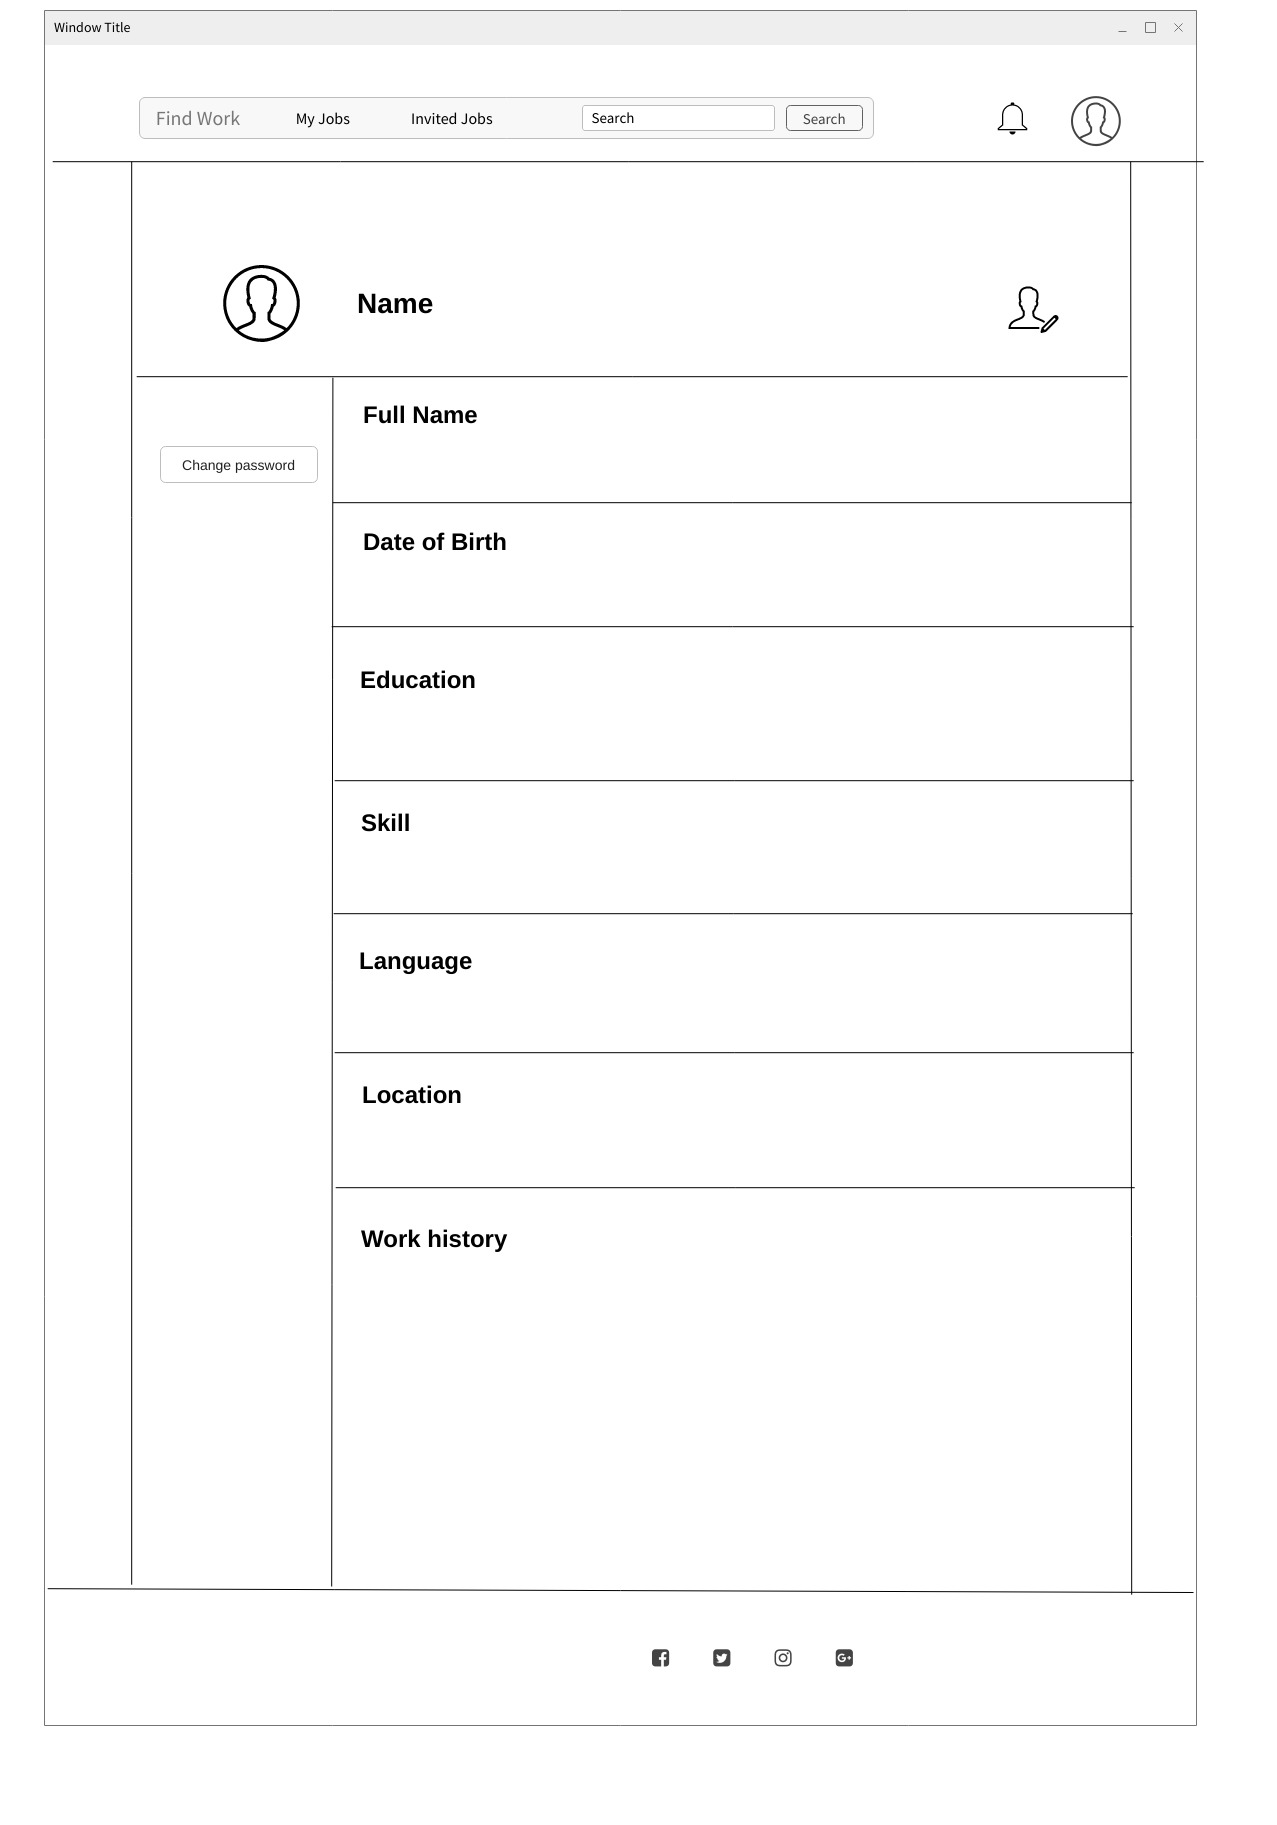 Window Title
Find Work My Jobs Invited Jobs Search Search
Name
Full Name
Change password
Date of Birth
Education
Skill
Language
Location
Work history